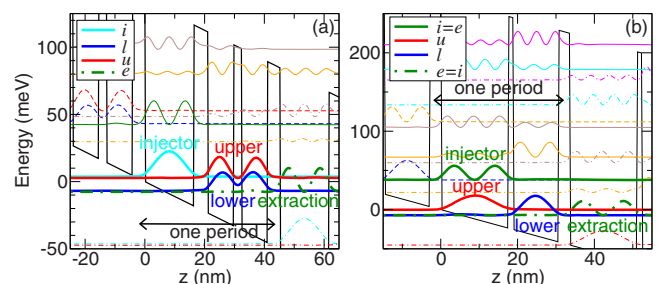 (a)
i
l
u
e
Energy (meV)
100
50
0
-50
injector
upper
lower
extraction
one period
-20
0
20
40
60
z (nm)
(b)
i=e
u
l
e=i
200
100
0
one period
injector
upper
lower
extraction
0
20
40
z (nm)